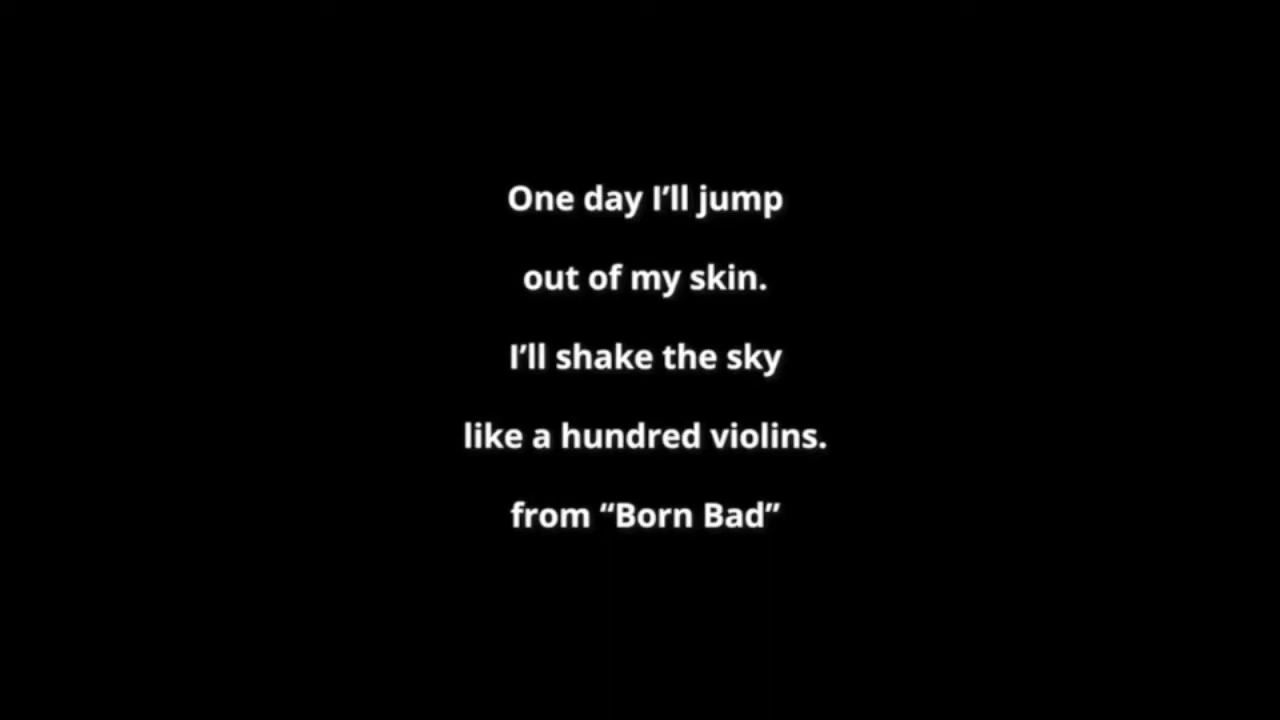 One day I’ll jump
out of my skin.
I’ll shake the sky
like a hundred violins.
from “Born Bad”